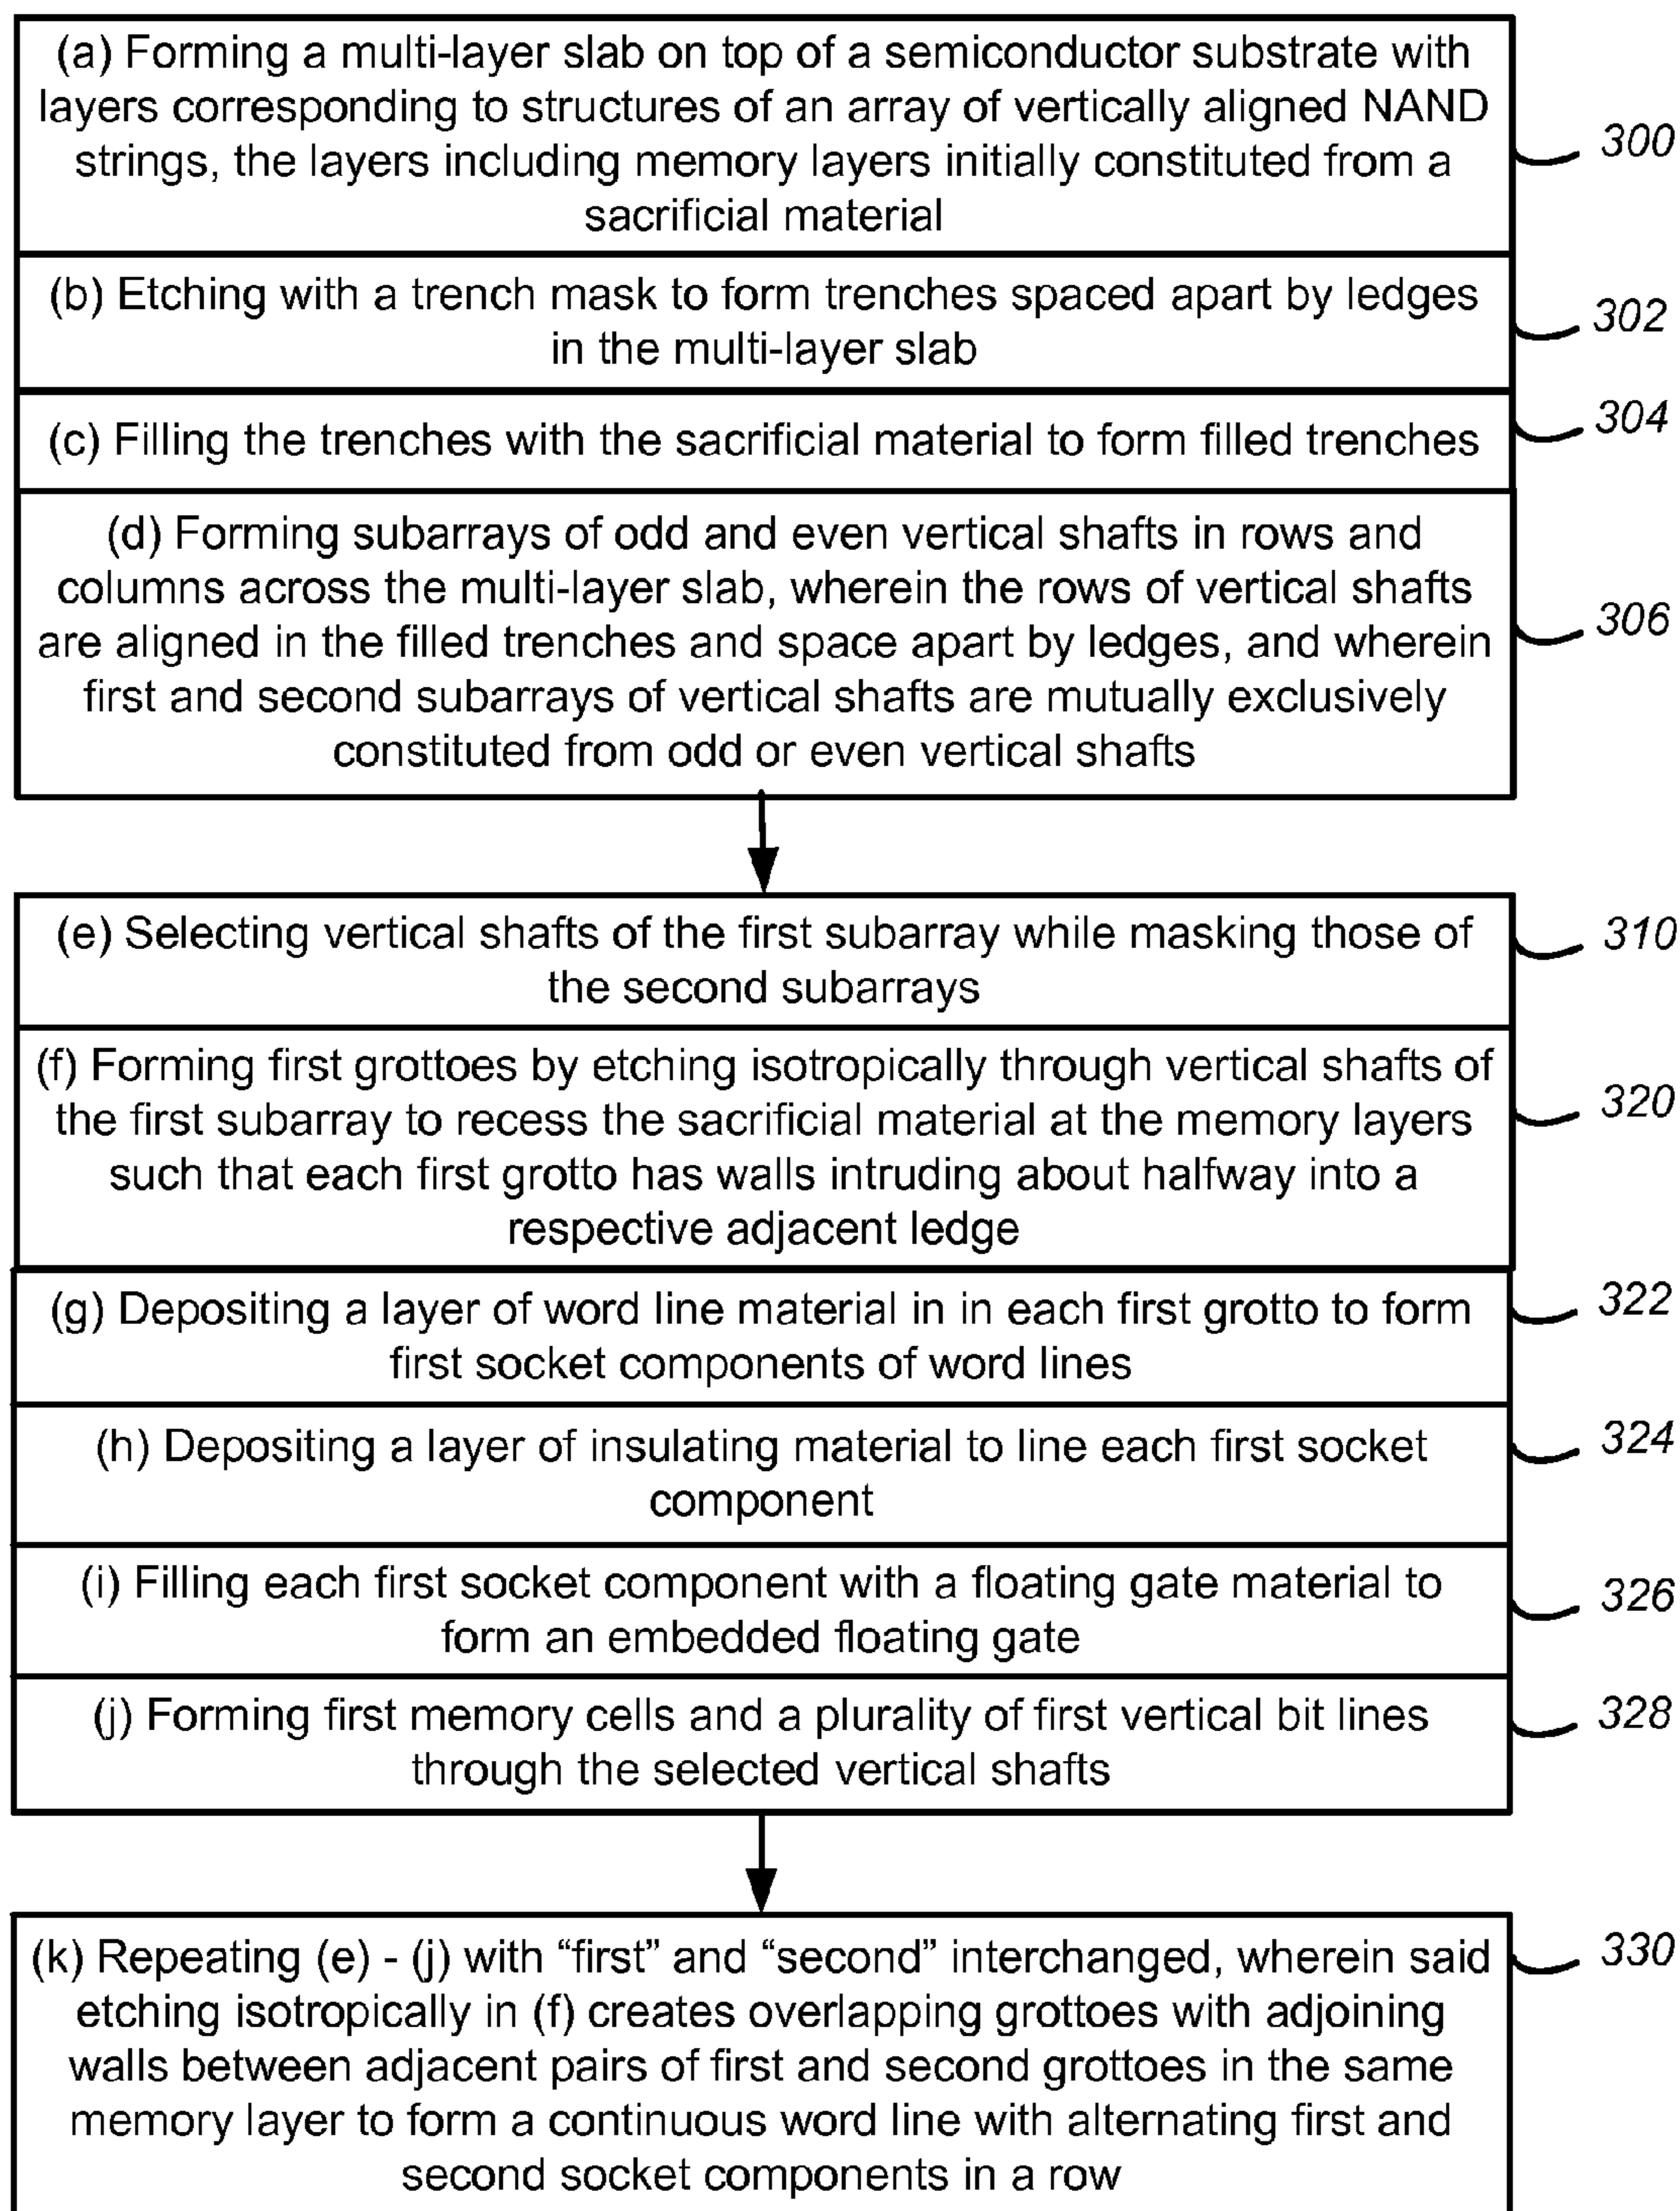 (a) Forming a multi-layer slab on top of a semiconductor substrate with
layers corresponding to structures of an array of vertically aligned NAND
strings, the layers including memory layers initially constituted from a
sacrificial material
300
(b) Etching with a trench mask to form trenches spaced apart by ledges
in the multi-layer slab
302
(c) Filling the trenches with the sacrificial material to form filled trenches
304
(d) Forming subarrays of odd and even vertical shafts in rows and
columns across the multi-layer slab, wherein the rows of vertical shafts
are aligned in the filled trenches and space apart by ledges, and wherein
first and second subarrays of vertical shafts are mutually exclusively
constituted from odd or even vertical shafts
306
(e) Selecting vertical shafts of the first subarray while masking those of
the second subarrays
310
(f) Forming first grottoes by etching isotropically through vertical shafts of
the first subarray to recess the sacrificial material at the memory layers
such that each first grotto has walls intruding about halfway into a
respective adjacent ledge
320
(g) Depositing a layer of word line material in in each first grotto to form
first socket components of word lines
322
(h) Depositing a layer of insulating material to line each first socket
component
324
(i) Filling each first socket component with a floating gate material to
form an embedded floating gate
326
(j) Forming first memory cells and a plurality of first vertical bit lines
through the selected vertical shafts
328
(k) Repeating (e) - (j) with “first” and “second” interchanged, wherein said
etching isotropically in (f) creates overlapping grottoes with adjoining
walls between adjacent pairs of first and second grottoes in the same
memory layer to form a continuous word line with alternating first and
second socket components in a row
330